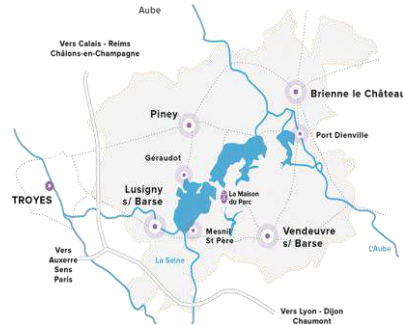 Aube
Vers Calais - Reims
Châlons-en-Champagne
Brienne le Château
Piney
Port Dienville
Géraudot
La Maison
du Parc
TROYES
Lusigny
s/ Barse
Mesnil
St Père
Vendeuvre
s/ Barse
Vers
Auxerre
Sens
Paris
La Seine
L'Aube
Vers Lyon - Dijon
Chaumont